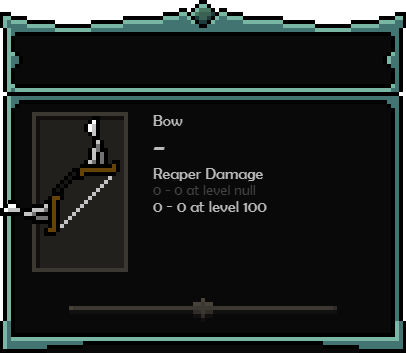 Bow
–
Reaper Damage
0 - 0 at level null
0 - 0 at level 100